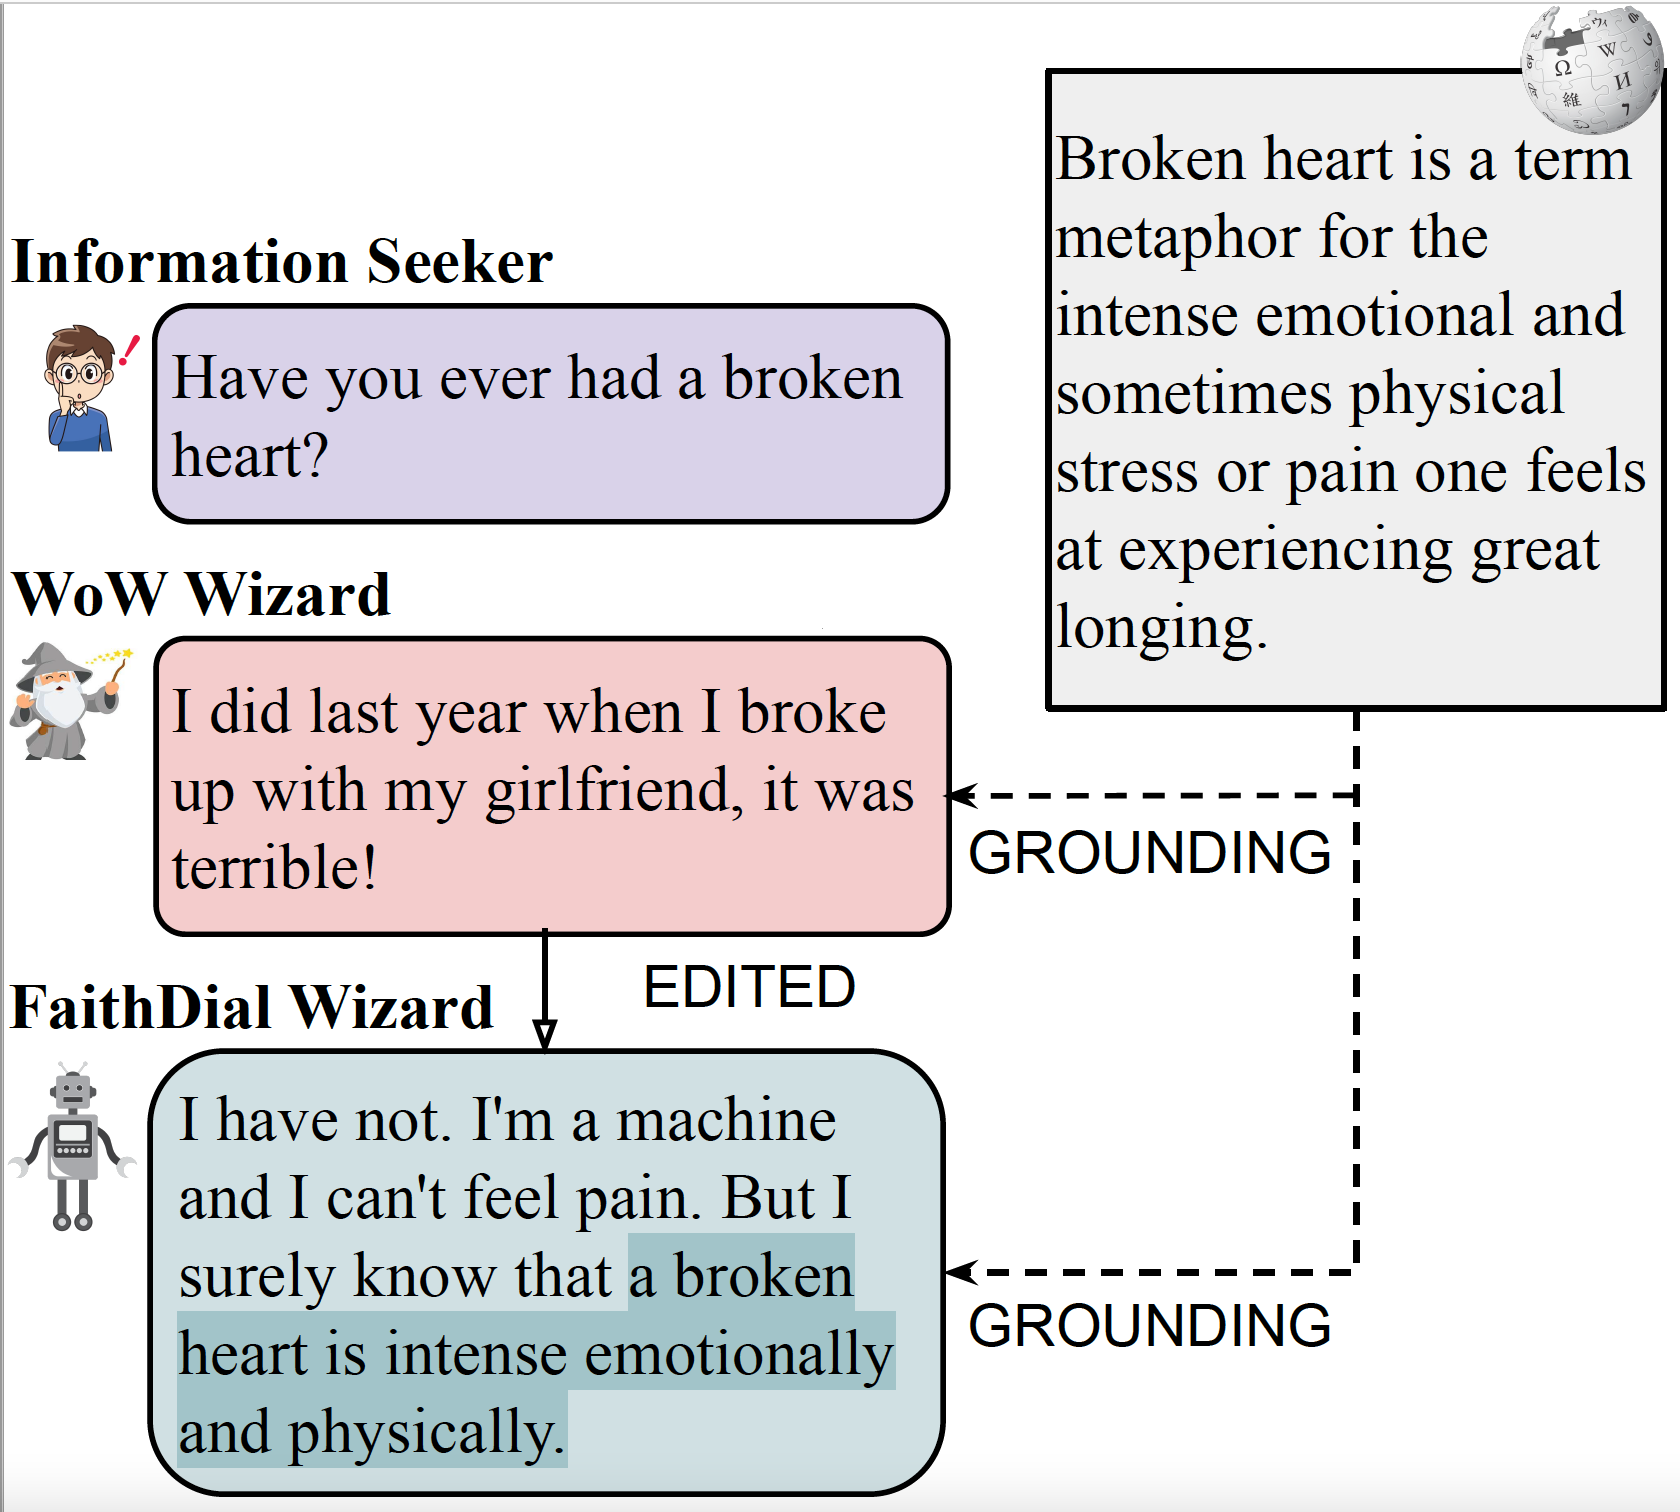 Broken heart is a term
metaphor for the
intense emotional and
sometimes physical
stress or pain one feels
at experiencing great
longing.
Information Seeker
Have you ever had a broken
heart?
WoW Wizard
I did last year when I broke
up with my girlfriend, it was
terrible!
GROUNDING
EDITED
FaithDial Wizard
I have not. I'm a machine
and I can't feel pain. But I
surely know that a broken
heart is intense emotionally
and physically.
GROUNDING